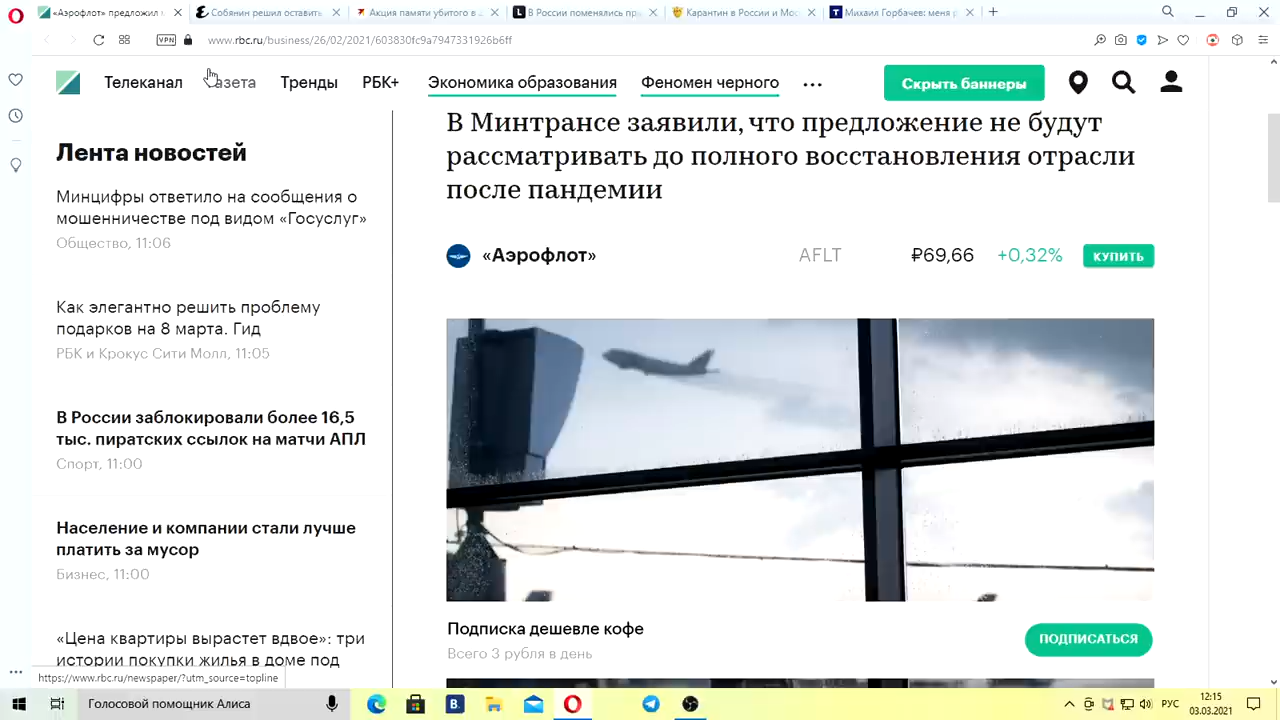 «Аэрофлот» предложил
Собянин решил оставить
Акция памяти убитого в
В России поменялись пр
Карантин в России и Мос
Михаил Горбачев: меня
VPN
www.rbc.ru/business/26/02/2021/603830fc9a7947331926b6ff
Телеканал
Газета
Тренды
РБК+
Экономика образования
Феномен черного
...
Скрыть баннеры
Лента новостей
Минцифры ответило на сообщения о
мошенничестве под видом «Госуслуг»
Общество, 11:06
Как элегантно решить проблему
подарков на 8 марта. Гид
РБК и Крокус Сити Молл, 11:05
В России заблокировали более 16,5
тыс. пиратских ссылок на матчи АПЛ
Спорт, 11:00
Население и компании стали лучше
платить за мусор
Бизнес, 11:00
«Цена квартиры вырастет вдвое»: три
истории покупки жилья в доме под
https://www.rbc.ru/newspaper/?utm_source=topline
В Минтрансе заявили, что предложение не будут
рассматривать до полного восстановления отрасли
после пандемии
«Аэрофлот»
AFLT
₽69,66
+0,32%
КУПИТЬ
Подписка дешевле кофе
Всего 3 рубля в день
ПОДПИСАТЬСЯ
Голосовой помощник Алиса
РУС
12:15
03.03.2021